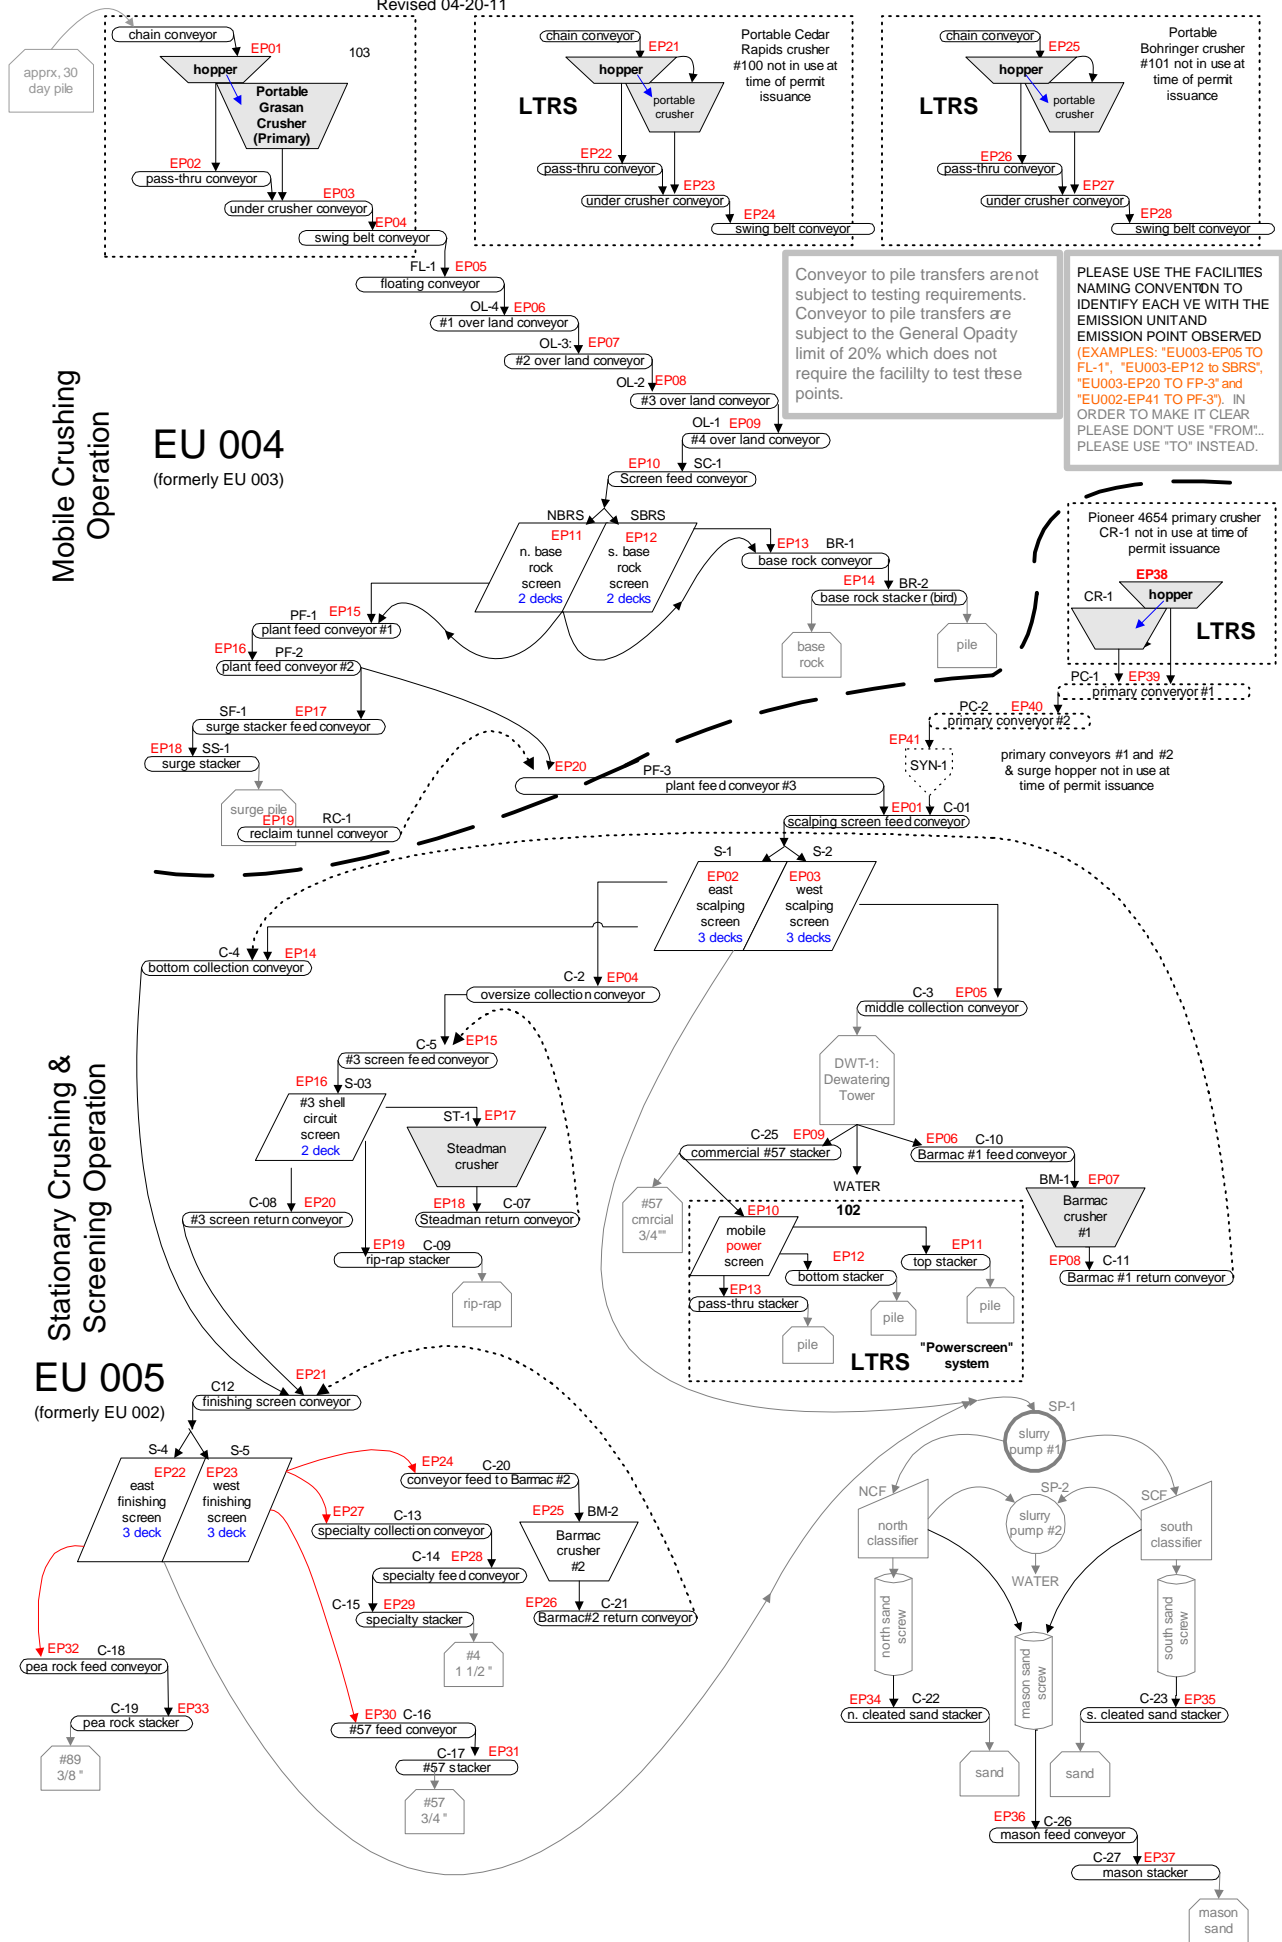 Revised 04-20-11
chain conveyor
EP01
103
apprx, 30
day pile
hopper
Portable
Grasan
Crusher
(Primary)
EP02
pass-thru conveyor
EP03
under crusher conveyor
EP04
swing belt conveyor
chain conveyor
EP21
Portable Cedar
Rapids crusher
#100 not in use at
time of permit
issuance
hopper
LTRS
portable
crusher
EP22
pass-thru conveyor
EP23
under crusher conveyor
EP24
swing belt conveyor
chain conveyor
EP25
Portable
Bohringer crusher
#101 not in use at
time of permit
issuance
hopper
LTRS
portable
crusher
EP26
pass-thru conveyor
EP27
under crusher conveyor
EP28
swing belt conveyor
FL-1 EP05
floating conveyor
OL-4 EP06
#1 over land conveyor
OL-3: EP07
#2 over land conveyor
OL-2 EP08
#3 over land conveyor
OL-1 EP09
#4 over land conveyor
EP10 SC-1
Screen feed conveyor
Conveyor to pile transfers are not
subject to testing requirements.
Conveyor to pile transfers are
subject to the General Opacity
limit of 20% which does not
require the facililty to test these
points.
PLEASE USE THE FACILITIES
NAMING CONVENTION TO
IDENTIFY EACH VE WITH THE
EMISSION UNIT AND
EMISSION POINT OBSERVED
(EXAMPLES: "EU003-EP05 TO
FL-1", "EU003-EP12 to SBRS",
"EU003-EP20 TO FP-3" and
"EU002-EP41 TO PF-3"). IN
ORDER TO MAKE IT CLEAR
PLEASE DON'T USE "FROM"...
PLEASE USE "TO" INSTEAD.
Mobile Crushing
Operation
EU 004
(formerly EU 003)
NBRS
SBRS
EP11
n. base
rock
screen
2 decks
EP12
s. base
rock
screen
2 decks
EP13 BR-1
base rock conveyor
EP14 BR-2
base rock stacker (bird)
base
rock
pile
Pioneer 4654 primary crusher
CR-1 not in use at time of
permit issuance
EP38
CR-1
hopper
LTRS
PC-1 EP39
primary converyor #1
PC-2 EP40
primary converyor #2
EP41
SYN-1
primary conveyors #1 and #2
& surge hopper not in use at
time of permit issuance
PF-1 EP15
plant feed conveyor #1
EP16
PF-2
plant feed conveyor #2
SF-1 EP17
surge stacker feed conveyor
EP18 SS-1
surge stacker
surge pile
EP19 RC-1
reclaim tunnel conveyor
EP20
PF-3
plant feed conveyor #3
EP01 C-01
scalping screen feed conveyor
S-1
S-2
EP02
east
scalping
screen
3 decks
EP03
west
scalping
screen
3 decks
C-4 EP14
bottom collection conveyor
C-2 EP04
oversize collection conveyor
C-3 EP05
middle collection conveyor
DWT-1:
Dewatering
Tower
C-5 EP15
#3 screen feed conveyor
EP16 S-03
#3 shell
circuit
screen
2 deck
ST-1 EP17
Steadman
crusher
EP18 C-07
Steadman return conveyor
C-08 EP20
#3 screen return conveyor
EP19 C-09
rip-rap stacker
rip-rap
C-25 EP09
commercial #57 stacker
#57
cmrcial
3/4""
WATER
EP06 C-10
Barmac #1 feed conveyor
BM-1 EP07
Barmac
crusher
#1
EP08 C-11
Barmac #1 return conveyor
EP10
102
mobile
power
screen
EP11
top stacker
EP12
bottom stacker
EP13
pass-thru stacker
pile
pile
pile
LTRS
"Powerscreen"
system
Stationary Crushing &
Screening Operation
EU 005
(formerly EU 002)
EP21
C12
finishing screen conveyor
S-4
S-5
EP22
east
finishing
screen
3 deck
EP23
west
finishing
screen
3 deck
EP24
C-20
conveyor feed to Barmac #2
EP25 BM-2
Barmac
crusher
#2
EP26 C-21
Barmac#2 return conveyor
EP27
C-13
specialty collection conveyor
C-14 EP28
specialty feed conveyor
C-15 EP29
specialty stacker
#4
1 1/2 "
EP30 C-16
#57 feed conveyor
C-17 EP31
#57 stacker
#57
3/4 "
EP32 C-18
pea rock feed conveyor
C-19 EP33
pea rock stacker
#89
3/8 "
SP-1
slurry
pump #1
NCF
north
classifier
SP-2
slurry
pump #2
WATER
SCF
south
classifier
north sand
screw
mason sand
screw
south sand
screw
EP34 C-22
n. cleated sand stacker
C-23 EP35
s. cleated sand stacker
sand
sand
EP36 C-26
mason feed conveyor
C-27 EP37
mason stacker
mason
sand